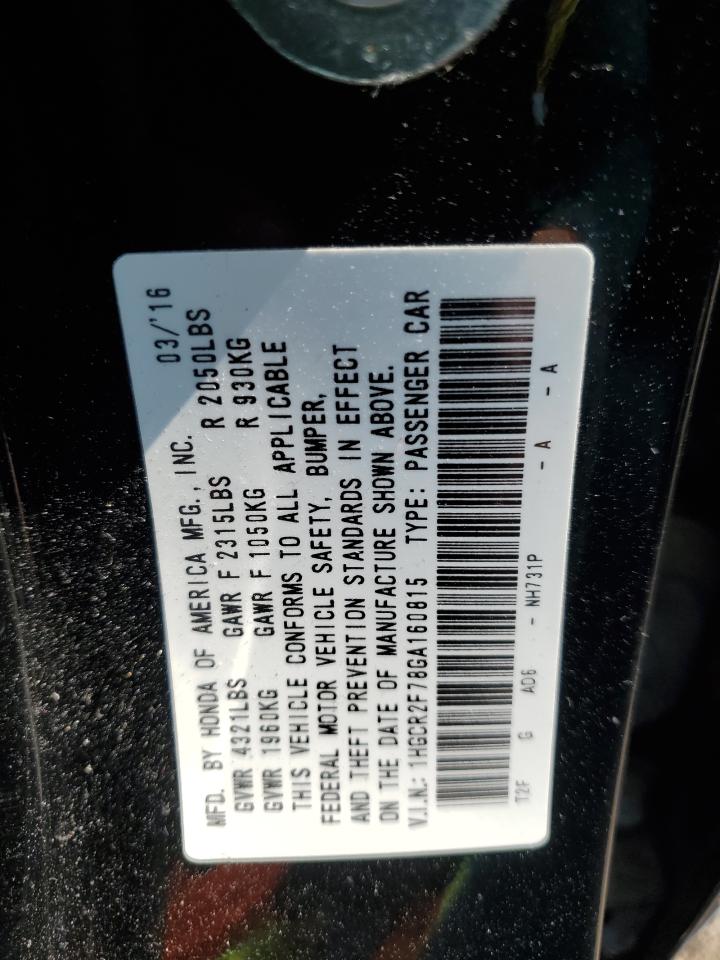 MFD. BY HONDA OF AMERICA MFG., INC. 03/'16
GVWR 4321LBS GAWR F 2315LBS R 2050LBS
GVWR 1960KG GAWR F 1050KG R 930KG
THIS VEHICLE CONFORMS TO ALL APPLICABLE
FEDERAL MOTOR VEHICLE SAFETY, BUMPER,
AND THEFT PREVENTION STANDARDS IN EFFECT
ON THE DATE OF MANUFACTURE SHOWN ABOVE.
V.I.N.: 1HGCR2F78GA160815 TYPE: PASSENGER CAR
T2F G AD6 - NH731P - A - A